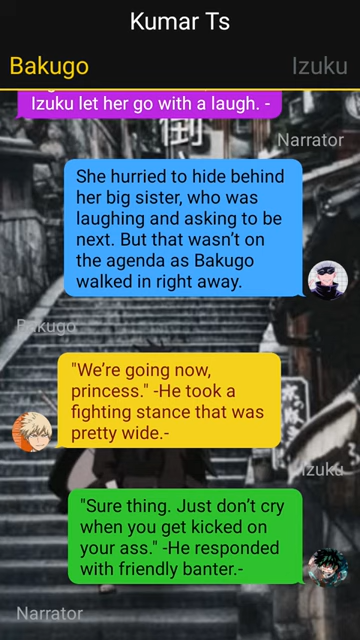 Kumar Ts
Bakugo
Izuku
Izuku let her go with a laugh. -
Narrator
She hurried to hide behind
her big sister, who was
laughing and asking to be
next. But that wasn't on
the agenda as Bakugo
walked in right away.
Bakugo
"We're going now,
princess." -He took a
fighting stance that was
pretty wide.-
Izuku
"Sure thing. Just don't cry
when you get kicked on
your ass." -He responded
with friendly banter.-
Narrator